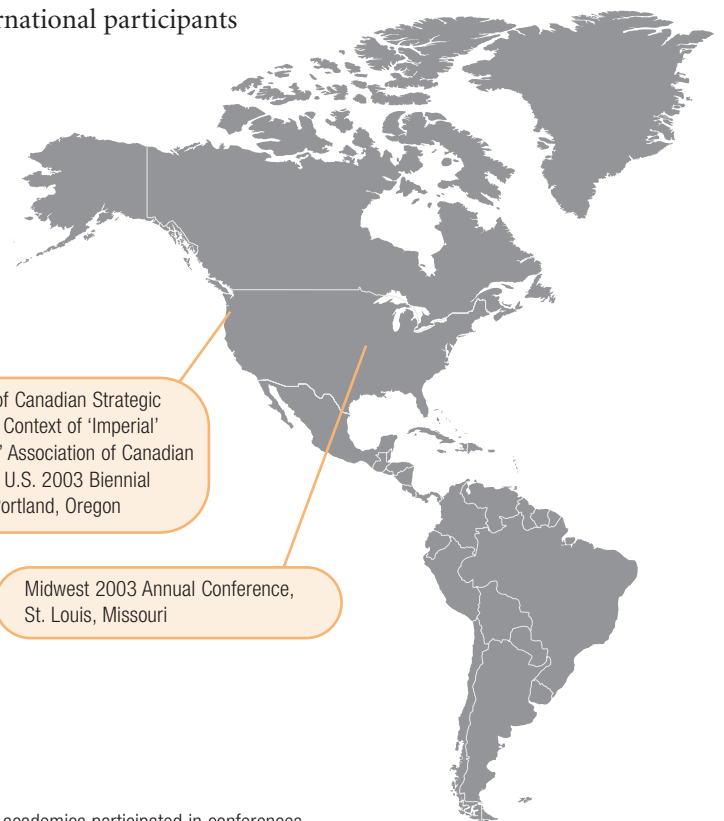 rnational participants
of Canadian Strategic
Context of ‘Imperial’
’ Association of Canadian
U.S. 2003 Biennial
ortland, Oregon
Midwest 2003 Annual Conference,
St. Louis, Missouri
academics participated in conferences